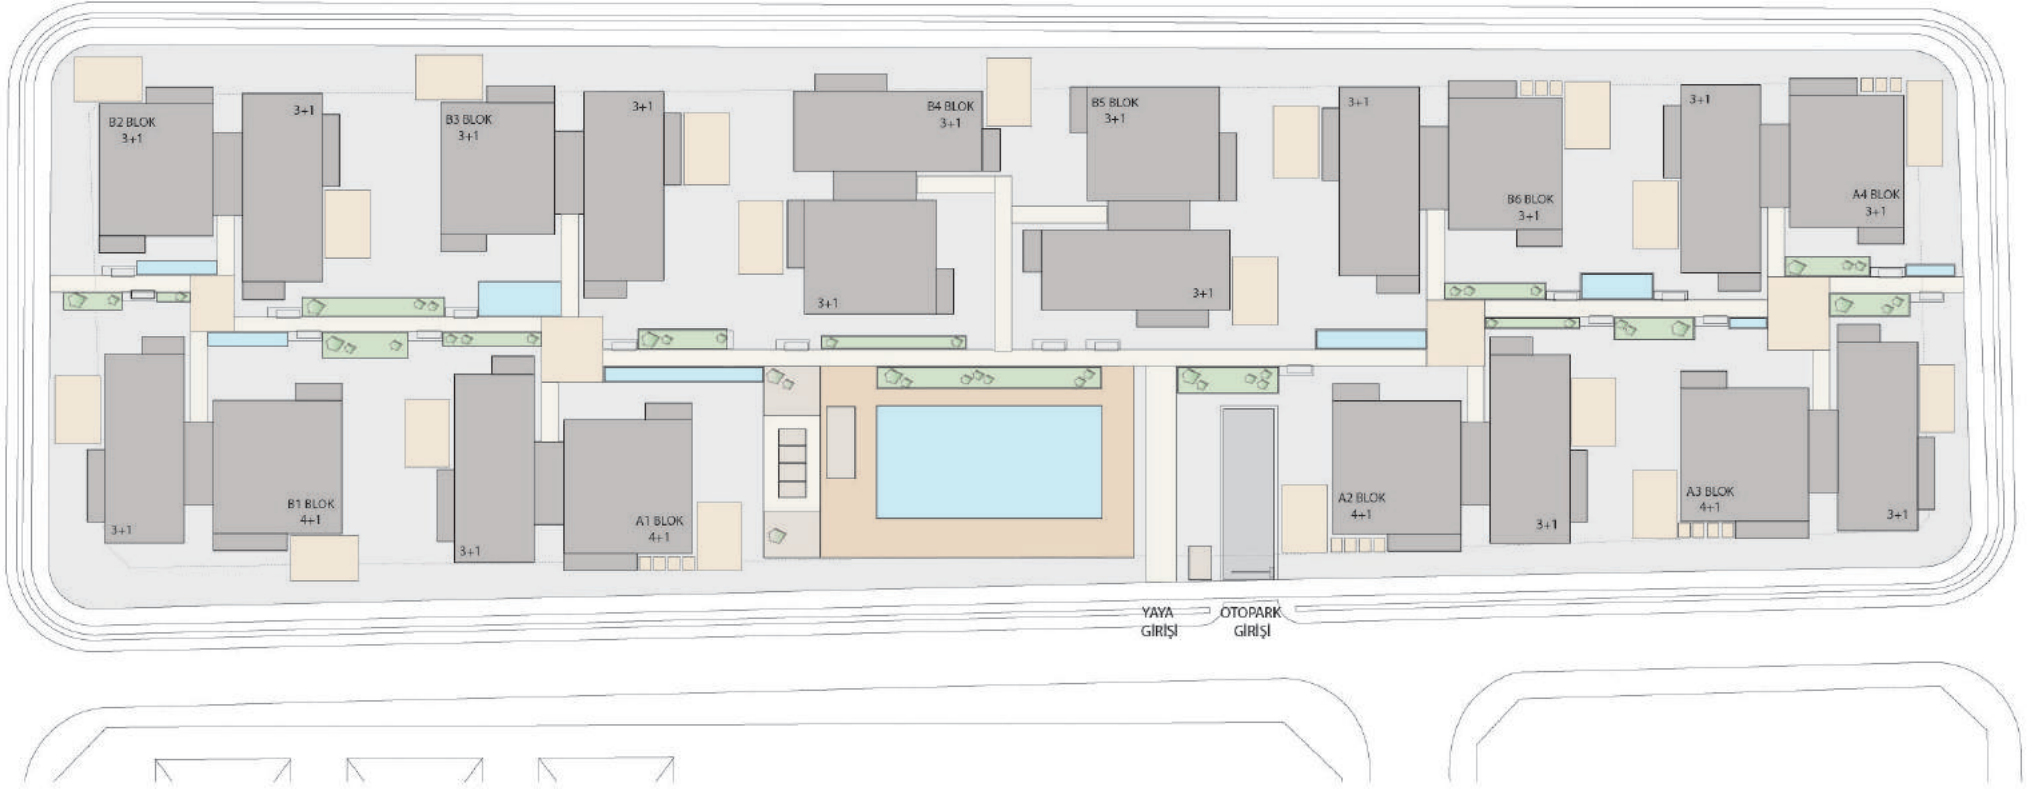 B2 BLOK
3+1
3+1
B3 BLOK
3+1
3+1
B4 BLOK
3+1
3+1
B5 BLOK
3+1
3+1
3+1
B6 BLOK
3+1
3+1
A4 BLOK
3+1
3+1
B1 BLOK
4+1
3+1
A1 BLOK
4+1
A2 BLOK
4+1
3+1
A3 BLOK
4+1
3+1
YAYA
GİRİŞİ
OTOPARK
GİRİŞİ